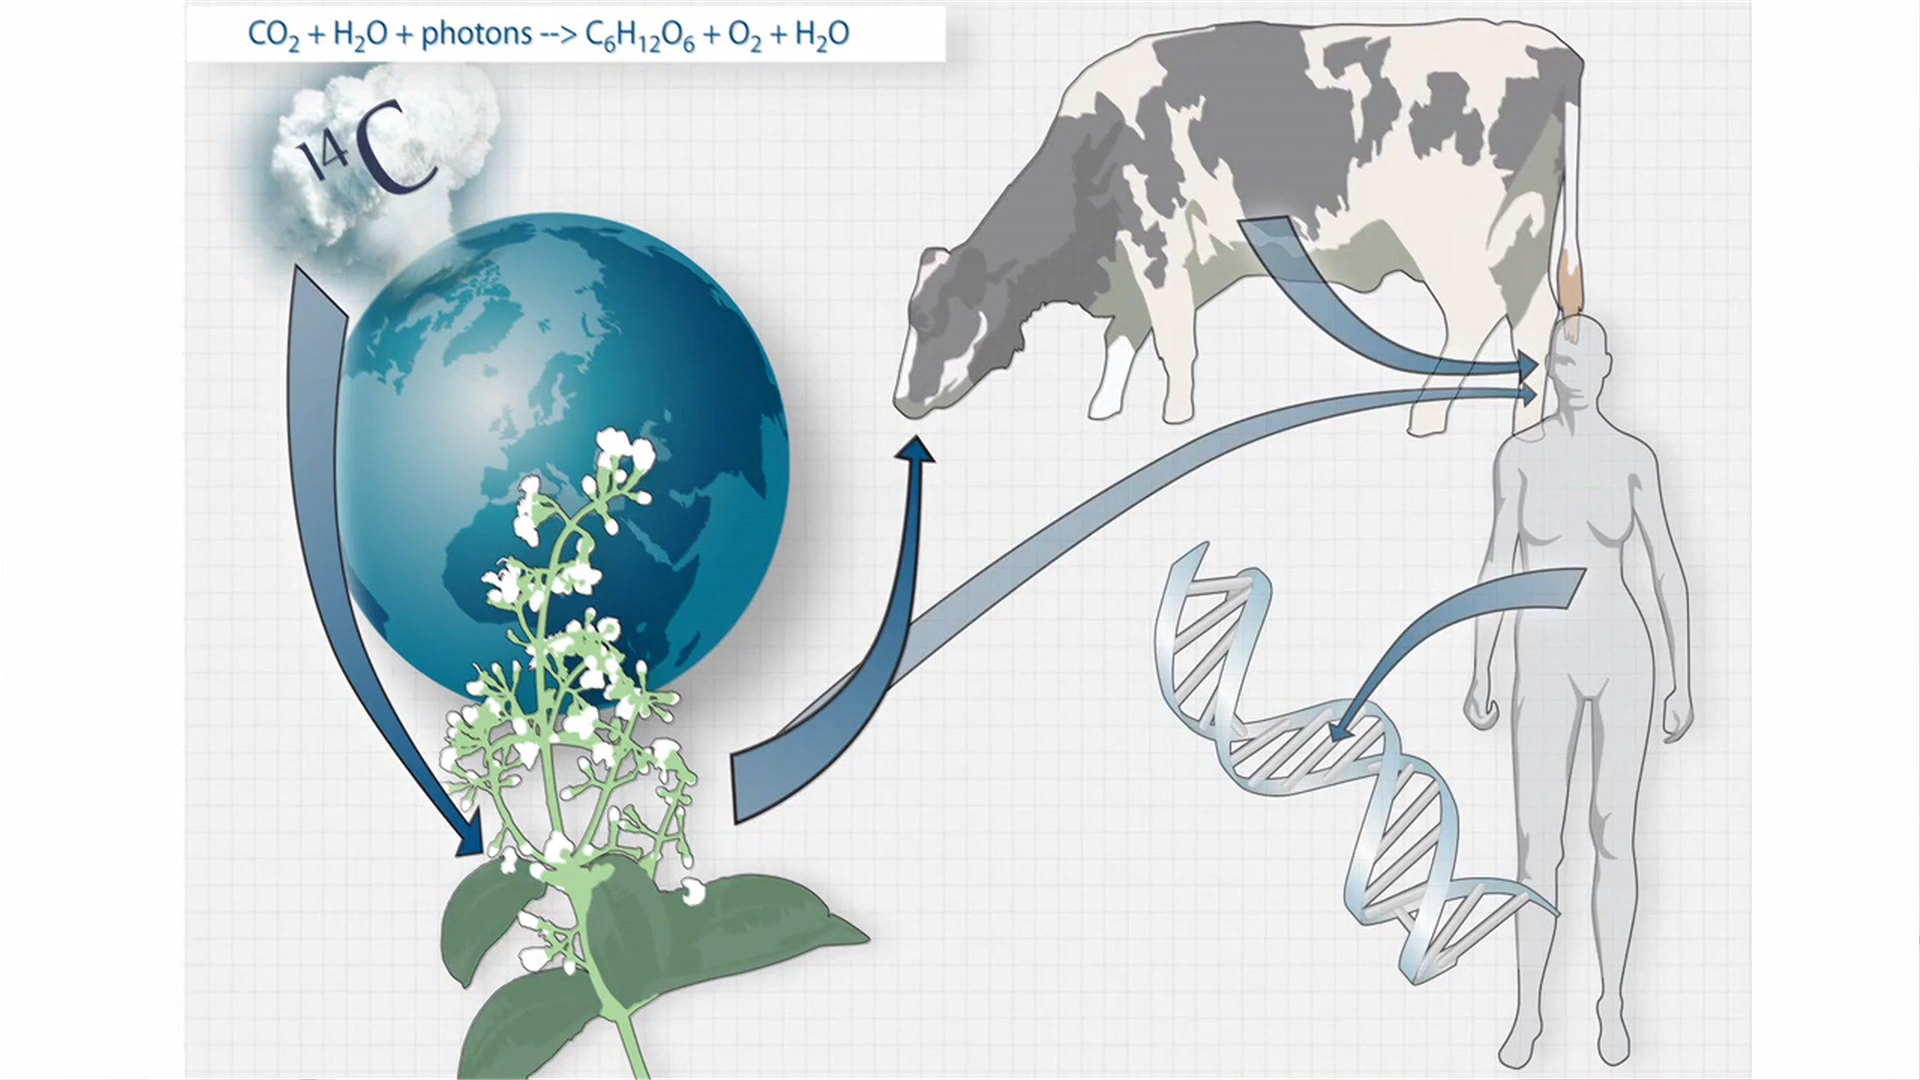 CO₂ + H₂O + photons --> C₆H₁₂O₆ + O₂ + H₂O
¹⁴C